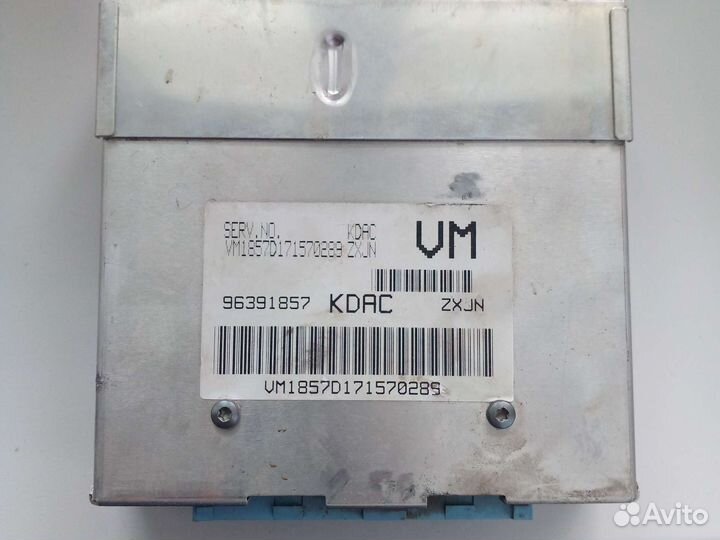 SERV.NO. KDAC VM
VM1857D171570289 ZXJN
96391857 KDAC ZXJN
VM1857D171570289
Avito